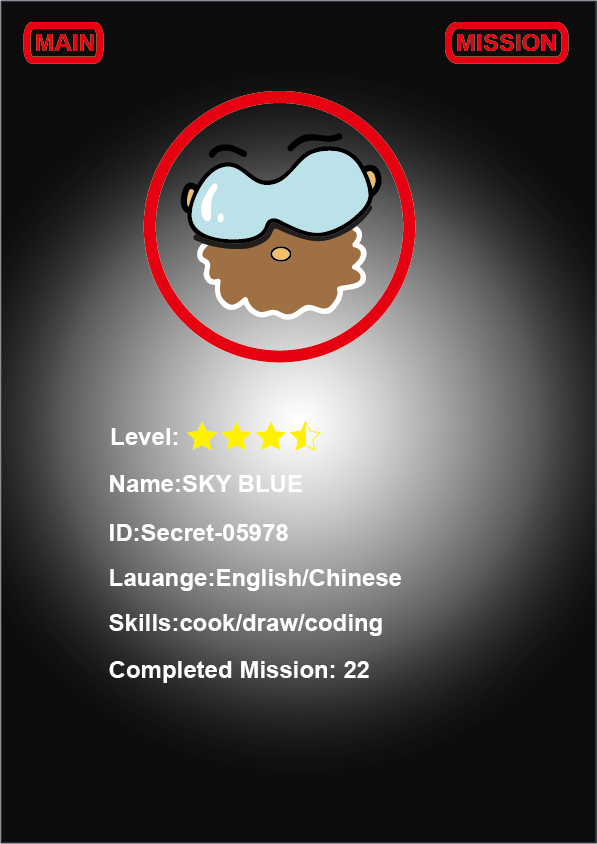 MAIN
MISSION
Level:
Name:SKY BLUE
ID:Secret-05978
Lauange:English/Chinese
Skills:cook/draw/coding
Completed Mission: 22